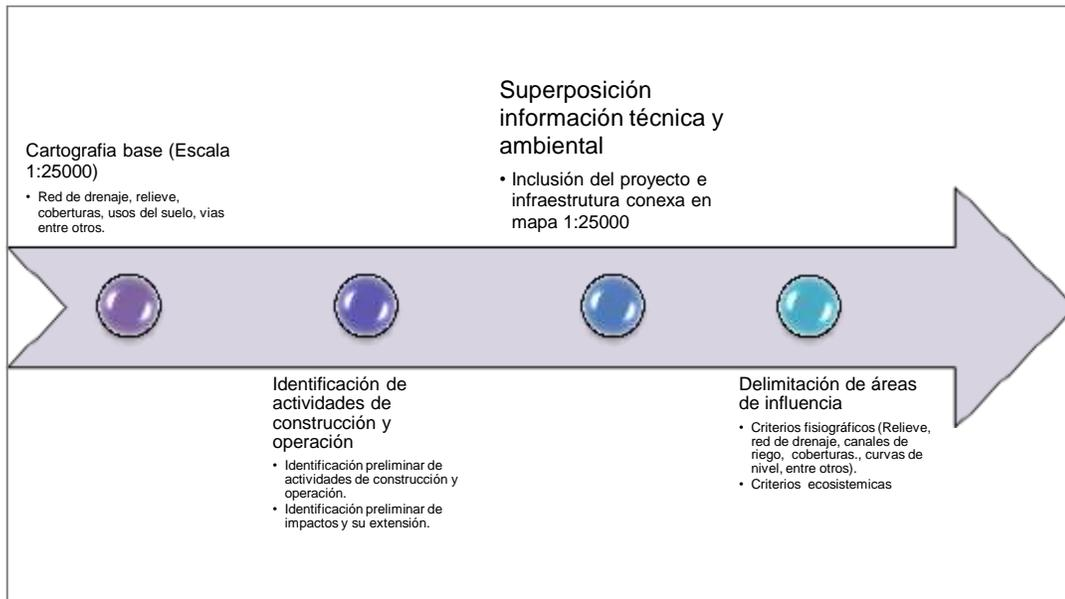 Cartografia base (Escala
1:25000)
• Red de drenaje, relieve,
coberturas, usos del suelo, vias
entre otros.
Identificación de
actividades de
construcción y
operación
• Identificación preliminar de
actividades de construcción y
operación.
• Identificación preliminar de
impactos y su extensión.
Superposición
información técnica y
ambiental
• Inclusión del proyecto e
infraestrutura conexa en
mapa 1:25000
Delimitación de áreas
de influencia
• Criterios fisiográficos (Relieve,
red de drenaje, canales de
riego, coberturas., curvas de
nivel, entre otros).
• Criterios ecosistemicas